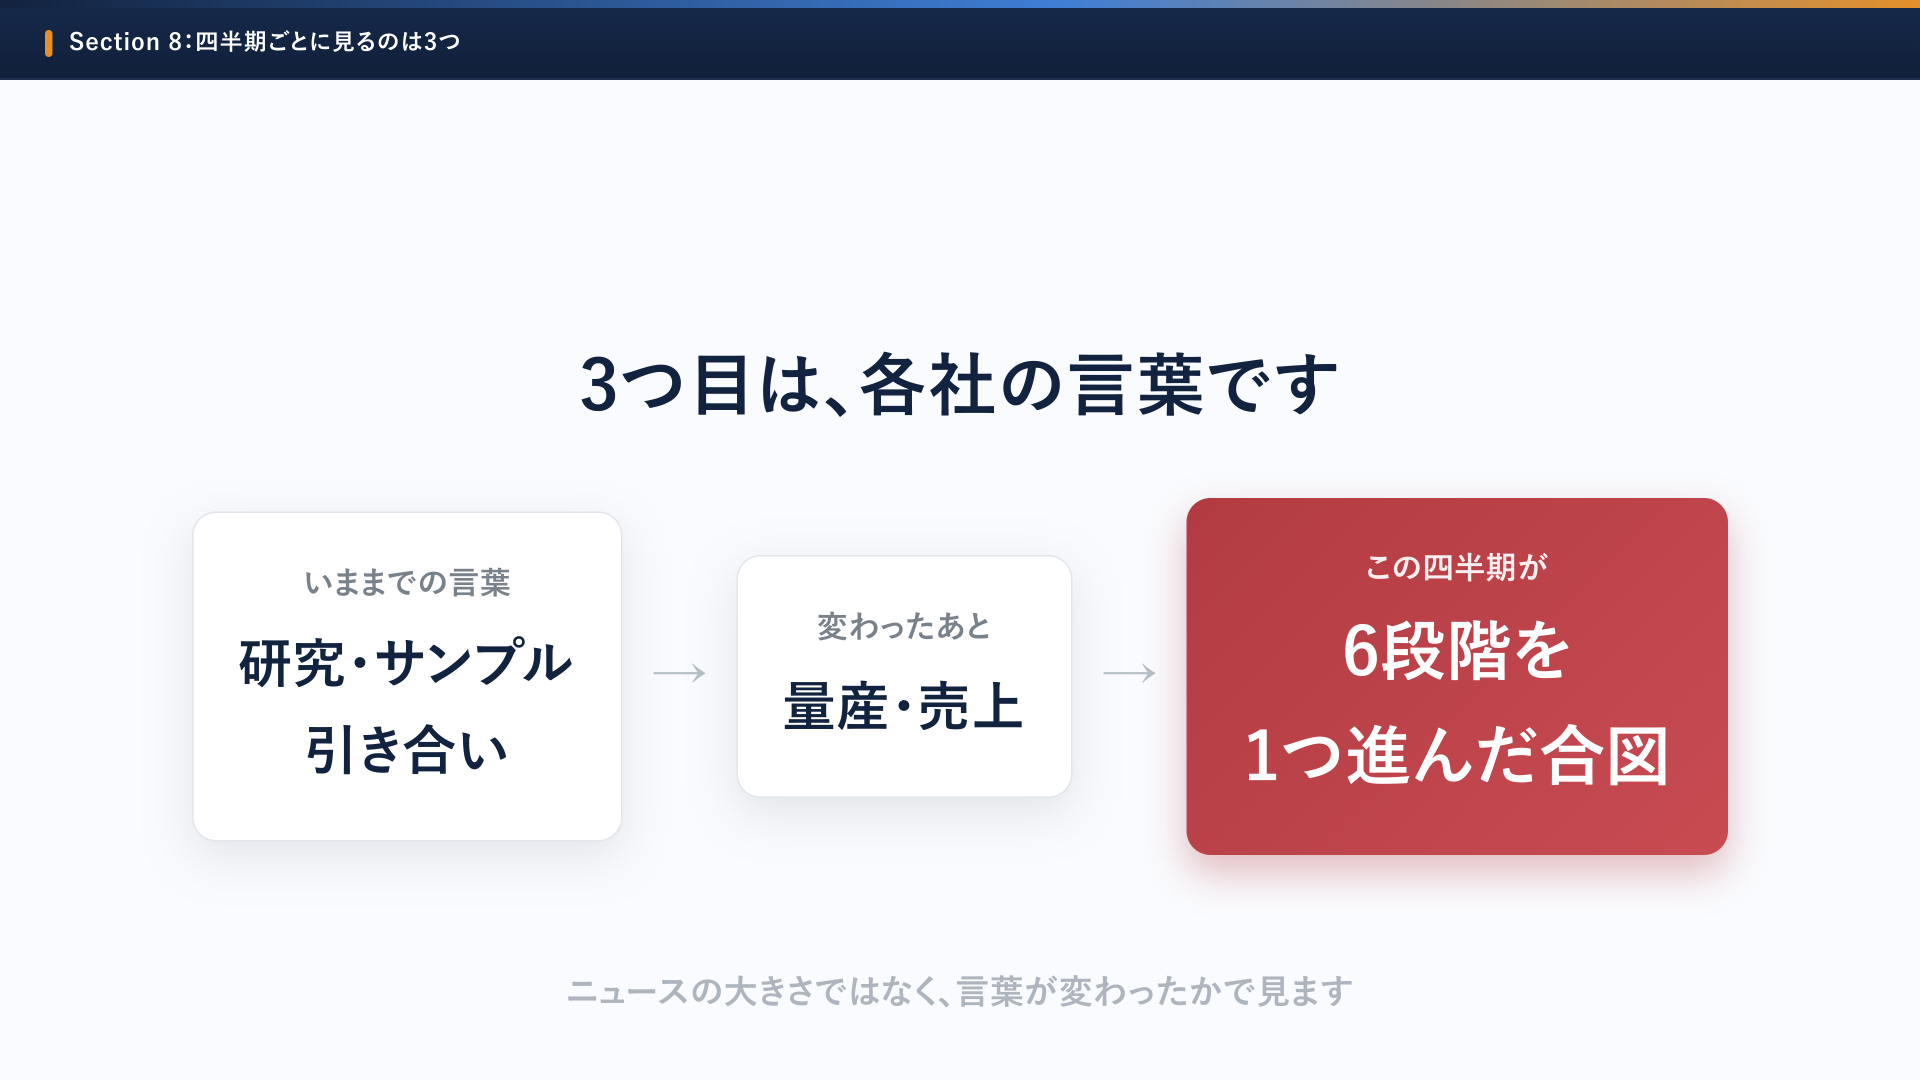 Section 8：四半期ごとに見るのは3つ
3つ目は、各社の言葉です
いままでの言葉
研究・サンプル
引き合い
→
変わったあと
量産・売上
→
この四半期が
6段階を
1つ進んだ合図
ニュースの大きさではなく、言葉が変わったかで見ます